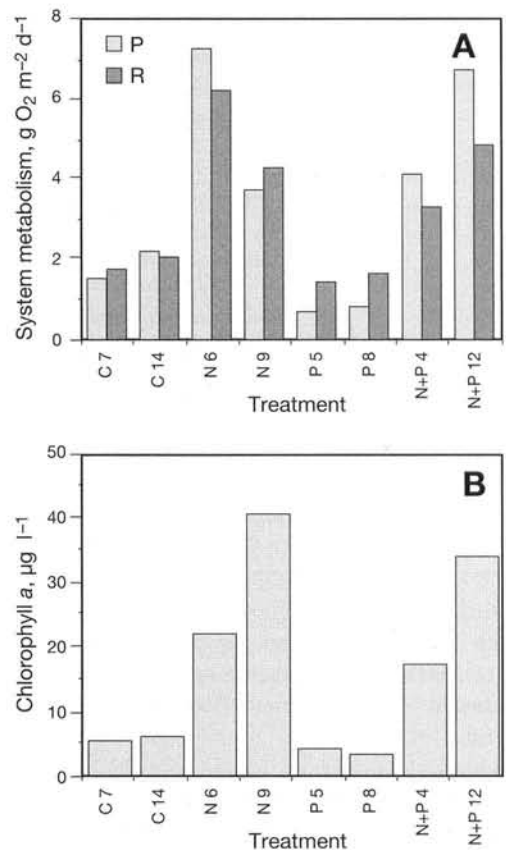 A
P
R
System metabolism, g O₂ m⁻² d⁻¹
8
6
4
2
0
C 7
C 14
N 6
N 9
P 5
P 8
N+P 4
N+P 12
Treatment
B
Chlorophyll a, µg l⁻¹
50
40
30
20
10
0
C 7
C 14
N 6
N 9
P 5
P 8
N+P 4
N+P 12
Treatment